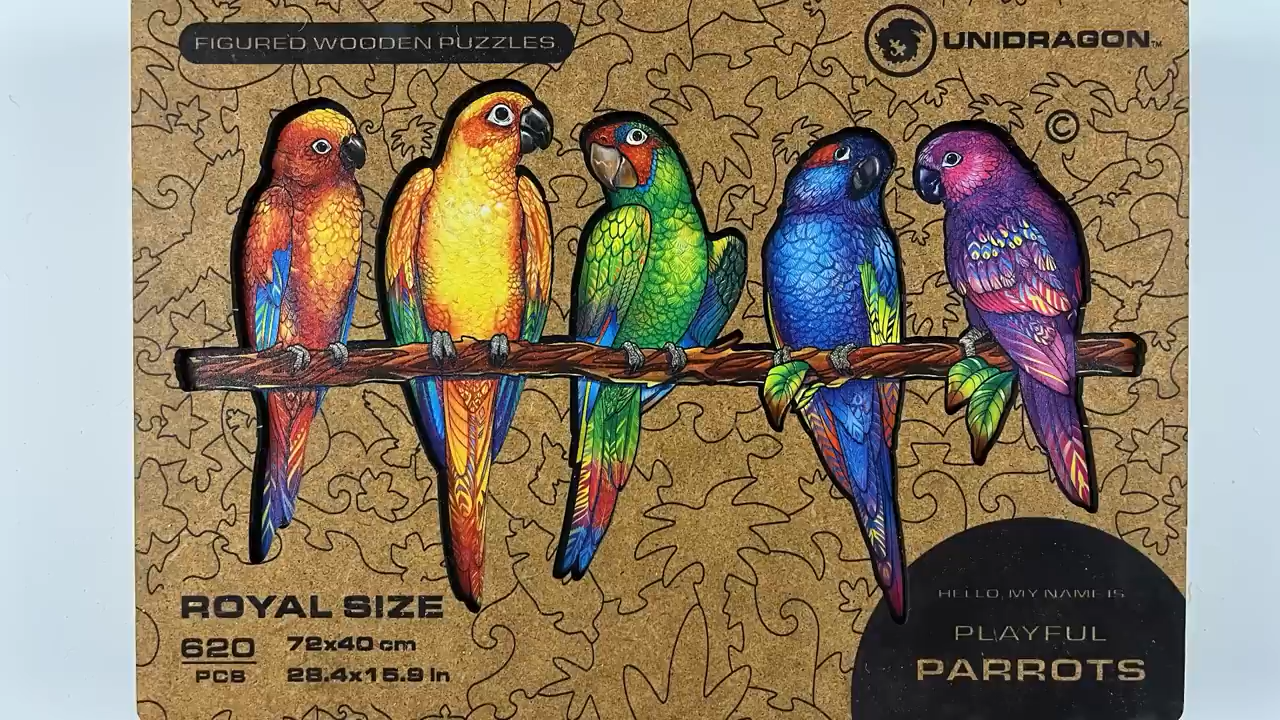 FIGURED WOODEN PUZZLES
UNIDRAGON™
©
ROYAL SIZE
620
PCS
72x40 cm
28.4x15.9 in
HELLO, MY NAME IS
PLAYFUL
PARROTS